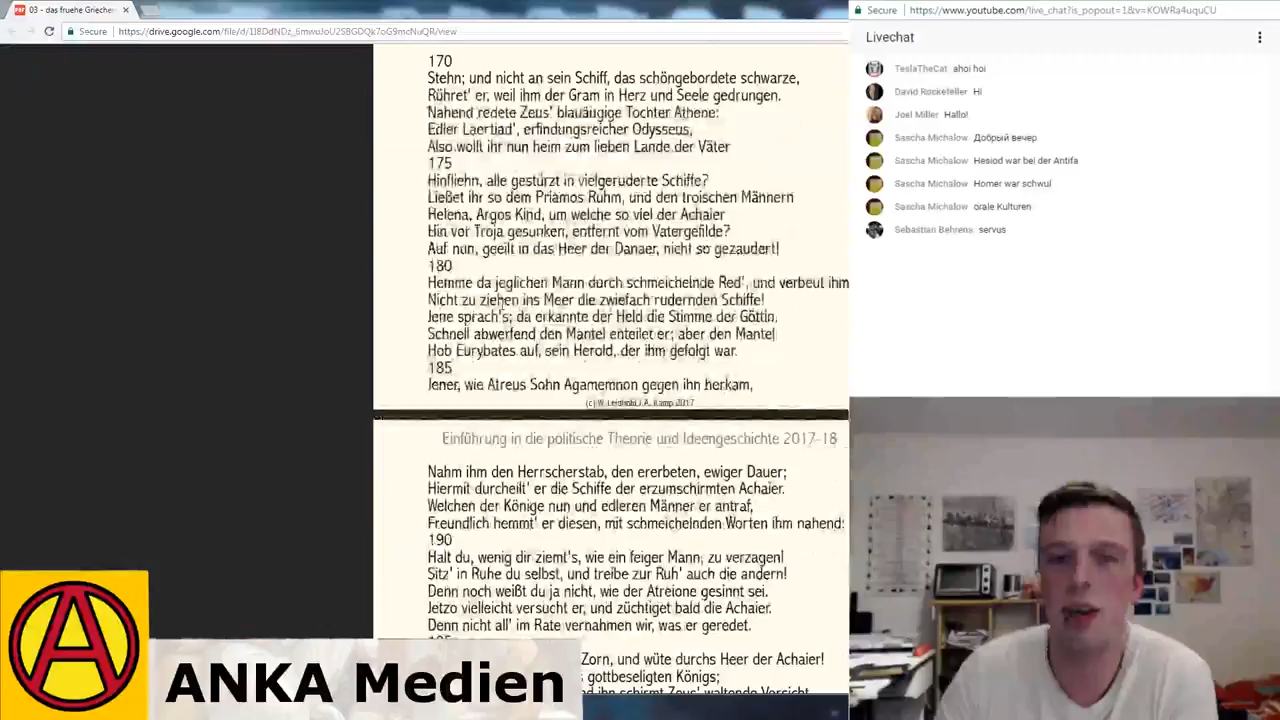 03 - das fruehe Griechen
Secure
https://drive.google.com/file/d/
/view
170
Stehn; und nicht an sein Schiff, das schöngebordete schwarze,
Rühret' er, weil ihm der Gram in Herz und Seele gedrungen.
Nahend redete Zeus' blauäugige Tochter Athene:
Edler Laertiad', erfindungsreicher Odysseus,
Also wollt ihr nun heim zum lieben Lande der Väter
175
Hinfliehn, alle gestürzt in vielgeruderte Schiffe?
Ließet ihr so dem Priamos Ruhm, und den troischen Männern
Helena, Argos Kind, um welche so viel der Achaier
Hin vor Troja gesunken, entfernt vom Vatergefilde?
Auf nun, geeilt in das Heer der Danaer, nicht so gezaudert!
180
Hemme da jeglichen Mann durch schmeichelnde Red', und verbeut ihm
Nicht zu ziehen ins Meer die zwiefach rudernden Schiffe!
Jene sprach's; da erkannte der Held die Stimme der Göttin,
Schnell abwerfend den Mantel enteilet er; aber den Mantel
Hob Eurybates auf, sein Herold, der ihm gefolgt war.
185
Jener, wie Atreus Sohn Agamemnon gegen ihn herkam,
2017
Einführung in die politische Theorie und Ideengeschichte 2017-18
Nahm ihm den Herrscherstab, den ererbeten, ewiger Dauer;
Hiermit durcheilt' er die Schiffe der erzumschirmten Achaier.
Welchen der Könige nun und edleren Männer er antraf,
Freundlich hemmt' er diesen, mit schmeichelnden Worten ihm nahend:
190
Halt du, wenig dir ziemt's, wie ein feiger Mann, zu verzagen!
Sitz' in Ruhe du selbst, und treibe zur Ruh' auch die andern!
Denn noch weißt du ja nicht, wie der Atreione gesinnt sei.
Jetzo vielleicht versucht er, und züchtiget bald die Achaier.
Denn nicht all' im Rate vernahmen wir, was er geredet.
Zorn, und wüte durchs Heer der Achaier!
gottbeseligten Königs;
ihn schirmt Zeus' waltende Vorsicht
ANKA Medien
Secure
https://www.youtube.com/live_chat?is_popout=1&v=KOWRa4uquCU
Livechat
TeslaTheCat ahoi hoi
David Rockefeller Hi
Joel Miller Hallo!
Sascha Michalow Добрый вечер
Sascha Michalow Hesiod war bei der Antifa
Sascha Michalow Homer war schwul
Sascha Michalow orale Kulturen
Sebastian Behrens servus